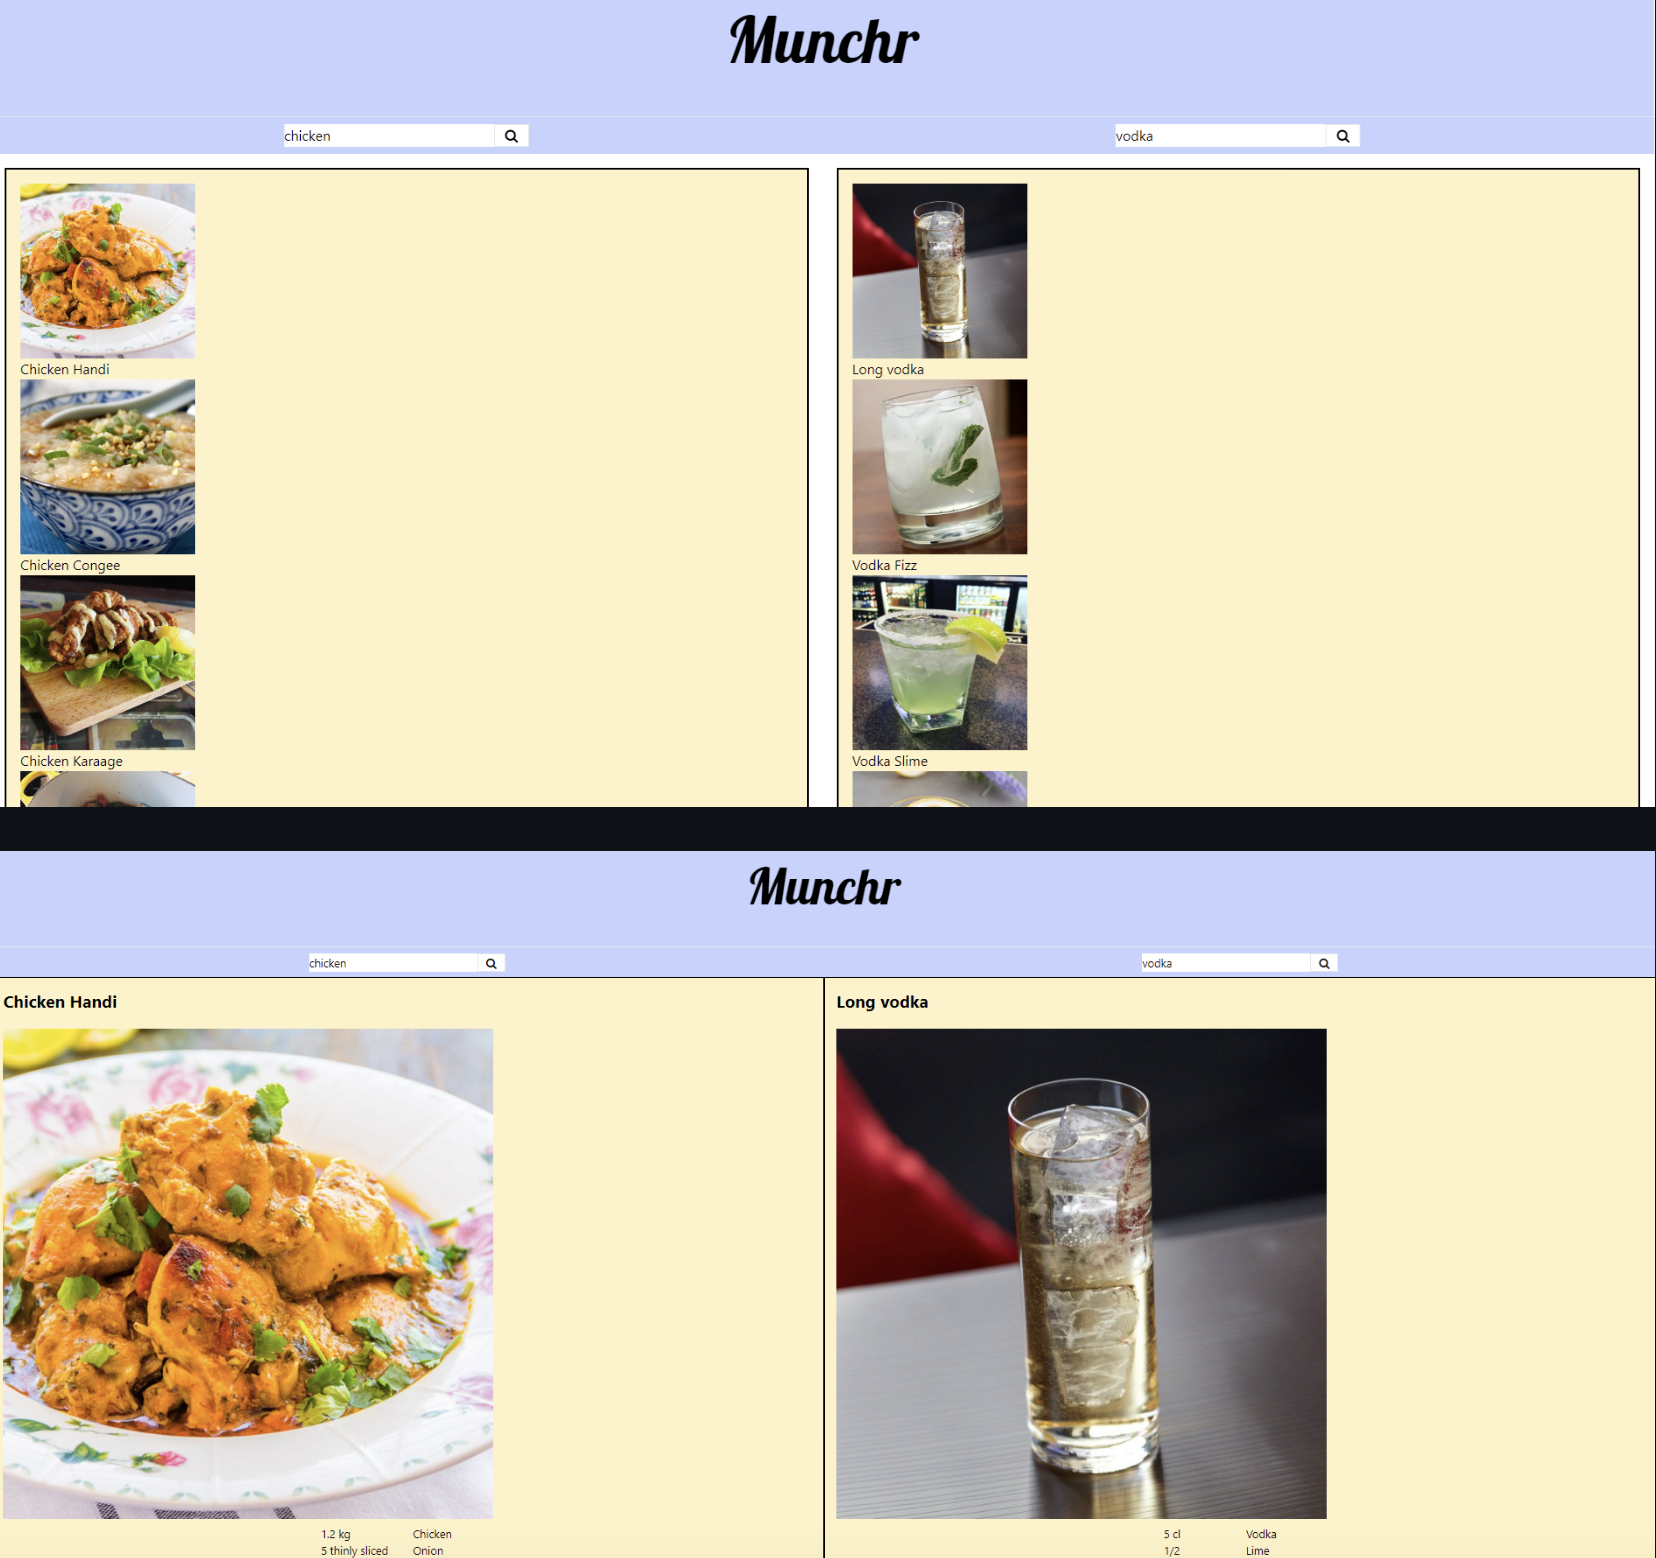 Munchr
chicken
vodka
Chicken Handi
Long vodka
Chicken Congee
Vodka Fizz
Chicken Karaage
Vodka Slime
Munchr
chicken
vodka
Chicken Handi
Long vodka
1.2 kg Chicken
5 cl Vodka
5 thinly sliced Onion
1/2 Lime